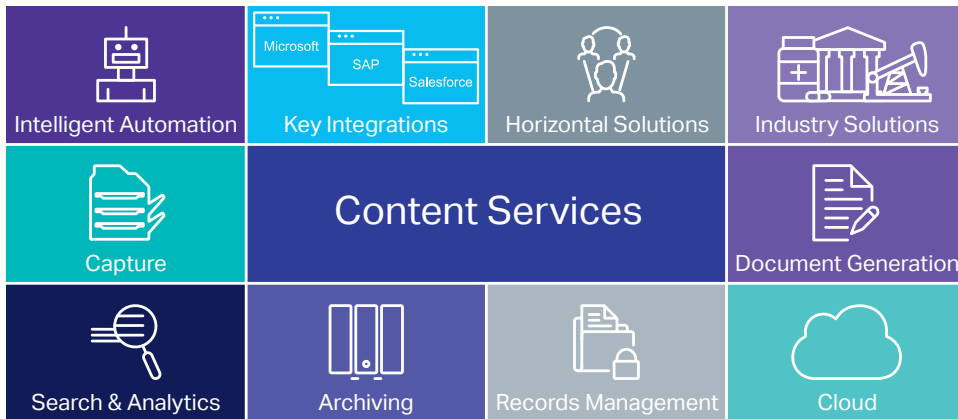 Microsoft
SAP
Salesforce
Intelligent Automation
Key Integrations
Horizontal Solutions
Industry Solutions
Content Services
Capture
Document Generation
Search & Analytics
Archiving
Records Management
Cloud